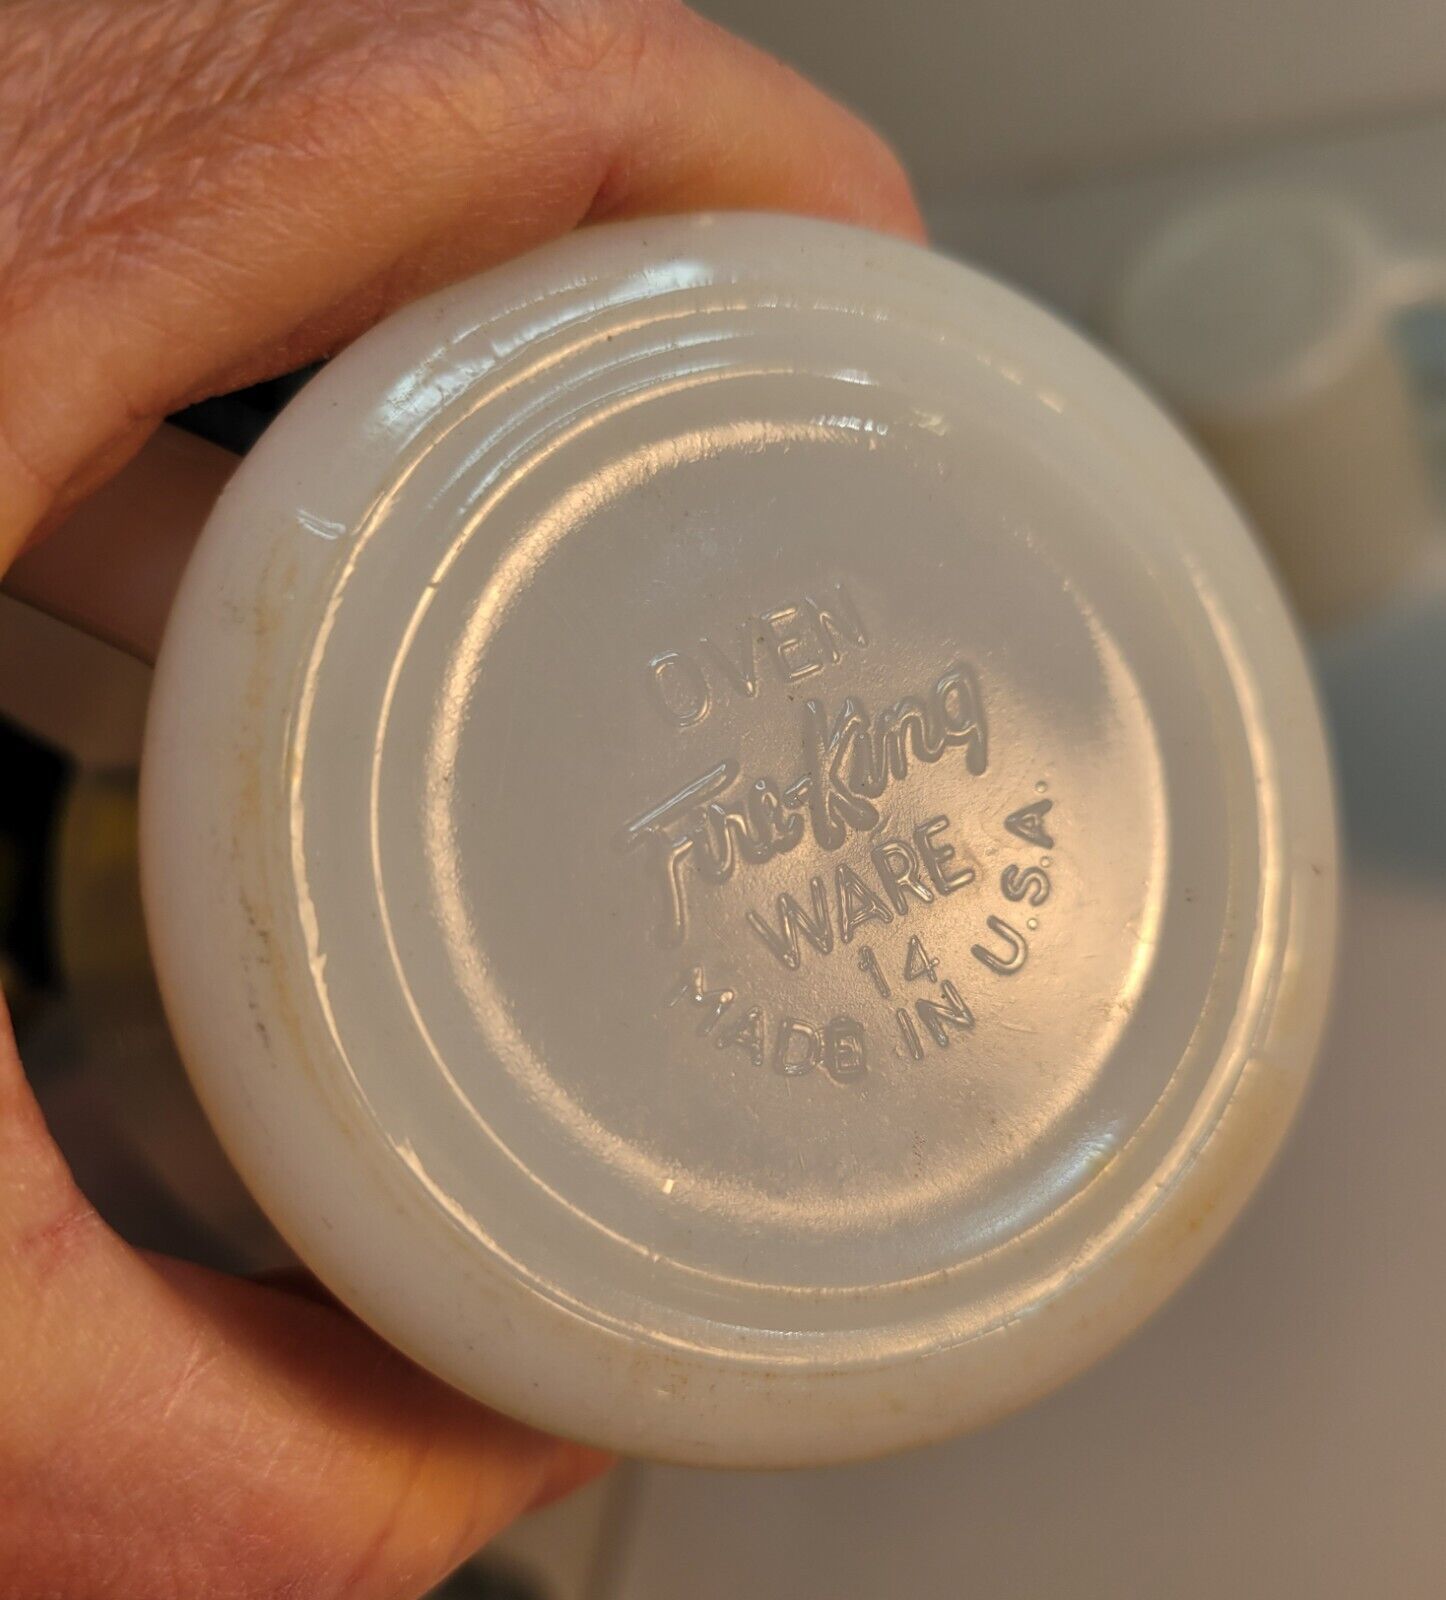 OVEN
Fire-King
WARE
14
MADE IN U.S.A.